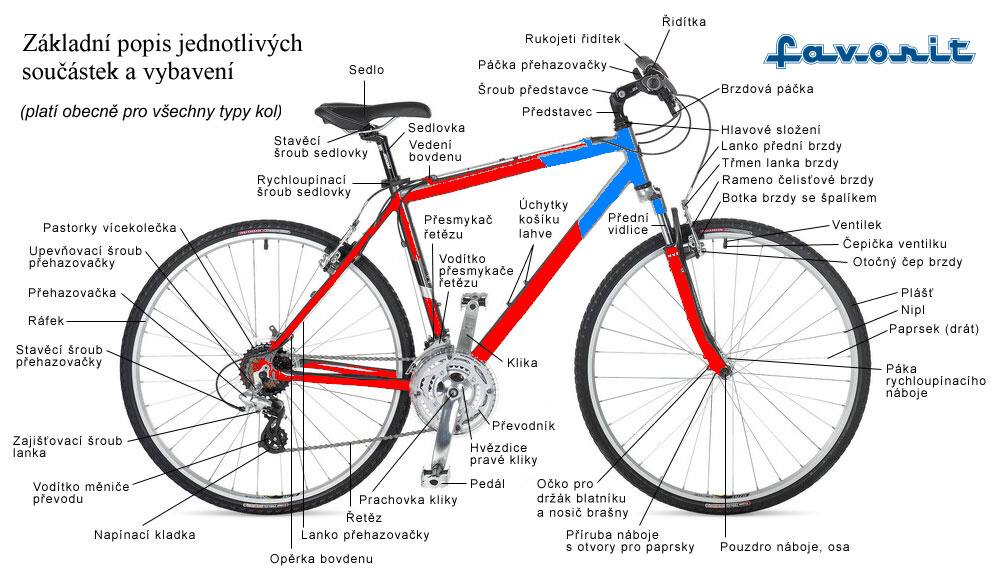 Základní popis jednotlivých
součástek a vybavení
(platí obecně pro všechny typy kol)
favorit
Řidítka
Rukojeti řidítek
Páčka přehazovačky
Šroub představce
Představec
Brzdová páčka
Hlavové složení
Lanko přední brzdy
Třmen lanka brzdy
Rameno čelisťové brzdy
Botka brzdy se špalíkem
Sedlo
Stavěcí
šroub sedlovky
Sedlovka
Vedení
bovdenu
Rychloupínací
šroub sedlovky
Přesmykač
řetězu
Vodítko
přesmykače
řetězu
Úchytky
košíku
lahve
Přední
vidlice
Ventilek
Čepička ventilku
Otočný čep brzdy
Plášť
Nipl
Paprsek (drát)
Páka
rychloupínacího
náboje
Pastorky vícekolečka
Upevňovací šroub
přehazovačky
Přehazovačka
Ráfek
Stavěcí šroub
přehazovačky
Zajišťovací šroub
lanka
Vodítko měniče
převodu
Napínací kladka
Opěrka bovdenu
Lanko přehazovačky
Řetěz
Prachovka kliky
Klika
Převodník
Hvězdice
pravé kliky
Pedál
Očko pro
držák blatníku
a nosič brašny
Příruba náboje
s otvory pro paprsky
Pouzdro náboje, osa